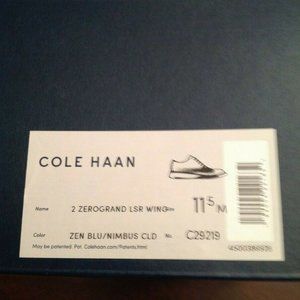 COLE HAAN
Name 2 ZEROGRAND LSR WING Size 11.5 M
Color ZEN BLU/NIMBUS CLD No. C29219
May be patented. Pat. Colehaan.com/Patents.html